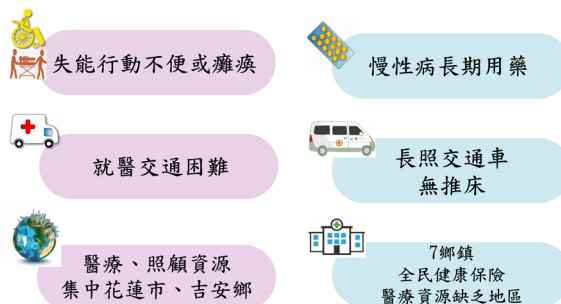 失能行動不便或癱瘓
慢性病長期用藥
就醫交通困難
長照交通車
無推床
醫療、照顧資源
集中花蓮市、吉安鄉
7鄉鎮
全民健康保險
醫療資源缺乏地區